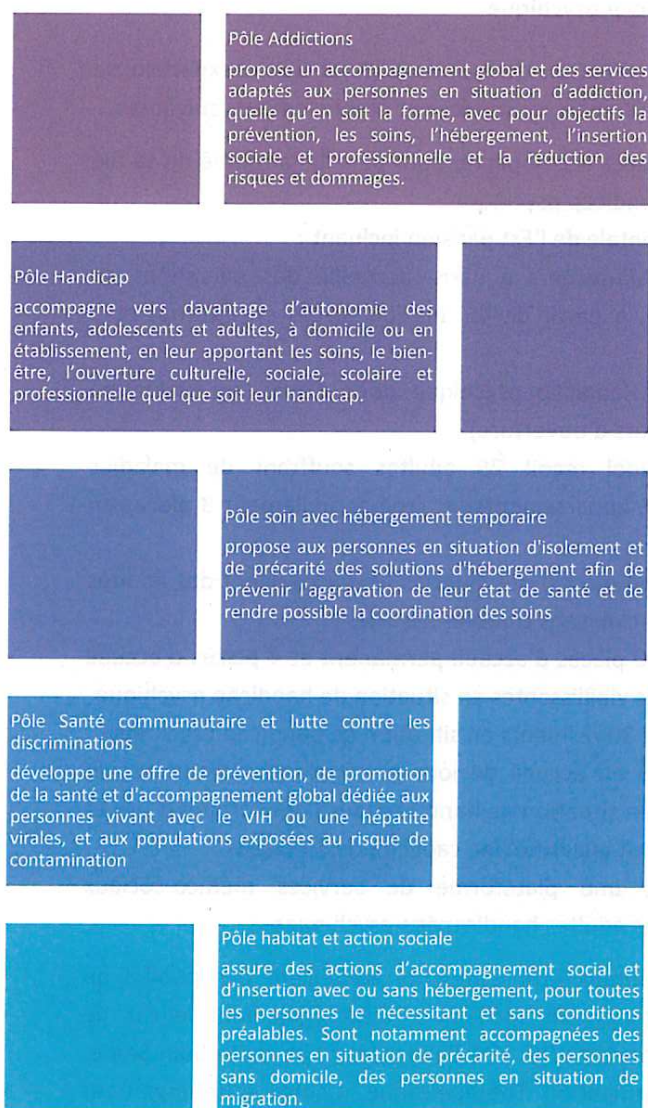 Pôle Addictions
propose un accompagnement global et des services
adaptés aux personnes en situation d'addiction,
quelle qu'en soit la forme, avec pour objectifs la
prévention, les soins, l'hébergement, l'insertion
sociale et professionnelle et la réduction des
risques et dommages.
Pôle Handicap
accompagne vers davantage d'autonomie des
enfants, adolescents et adultes, à domicile ou en
établissement, en leur apportant les soins, le bien-
être, l'ouverture culturelle, sociale, scolaire et
professionnelle quel que soit leur handicap.
Pôle soin avec hébergement temporaire
propose aux personnes en situation d'isolement et
de précarité des solutions d'hébergement afin de
prévenir l'aggravation de leur état de santé et de
rendre possible la coordination des soins
Pôle Santé communautaire et lutte contre les
discriminations
développe une offre de prévention, de promotion
de la santé et d'accompagnement global dédiée aux
personnes vivant avec le VIH ou une hépatite
virales, et aux populations exposées au risque de
contamination
Pôle habitat et action sociale
assure des actions d'accompagnement social et
d'insertion avec ou sans hébergement, pour toutes
les personnes le nécessitant et sans conditions
préalables. Sont notamment accompagnées des
personnes en situation de précarité, des personnes
sans domicile, des personnes en situation de
migration.